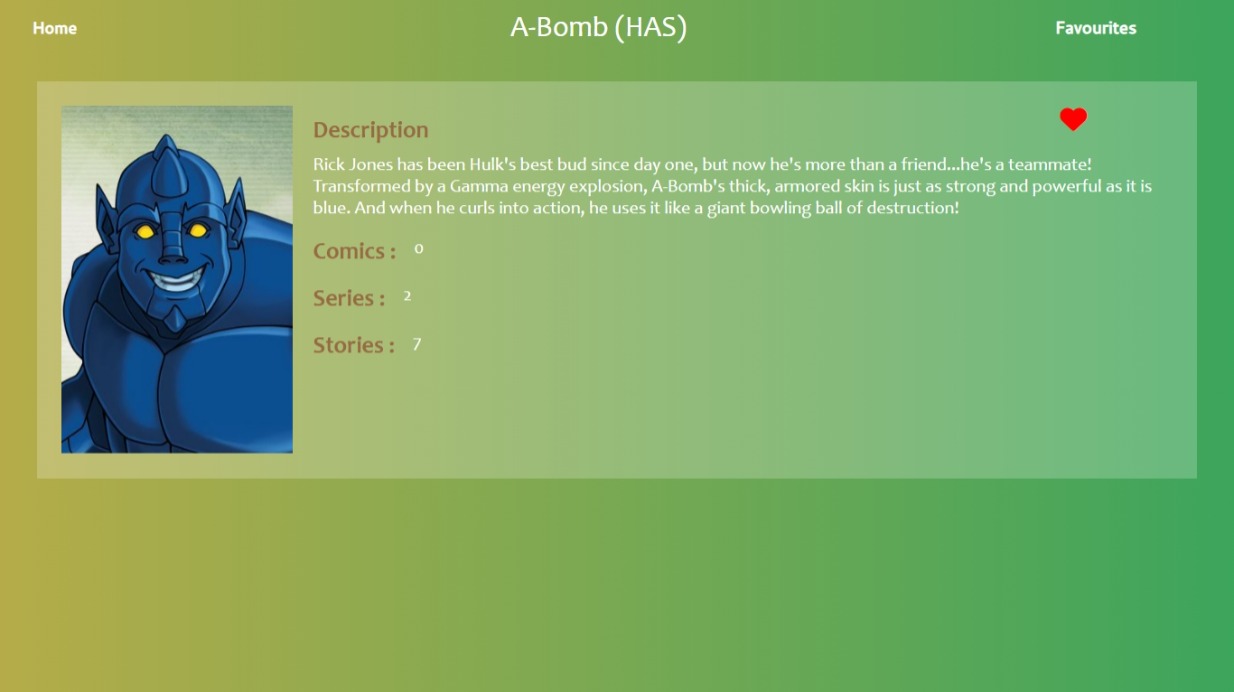 Home
A-Bomb (HAS)
Favourites
Description
Rick Jones has been Hulk's best bud since day one, but now he's more than a friend...he's a teammate!
Transformed by a Gamma energy explosion, A-Bomb's thick, armored skin is just as strong and powerful as it is
blue. And when he curls into action, he uses it like a giant bowling ball of destruction!
Comics : 0
Series : 2
Stories : 7